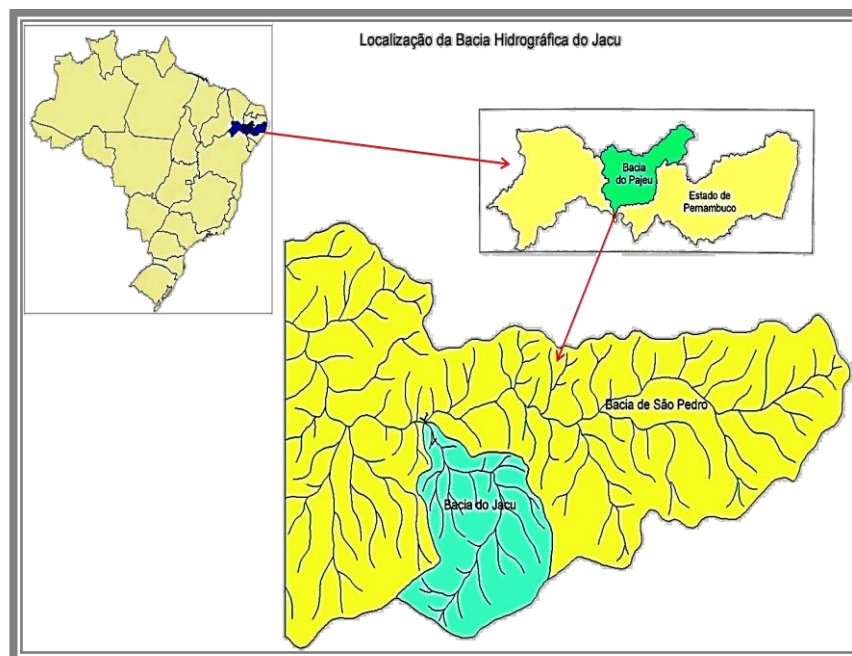 Localização da Bacia Hidrográfica do Jacu
Bacia
do Pajeu
Estado de
Pernambuco
Bacia de São Pedro
Bacia do Jacu